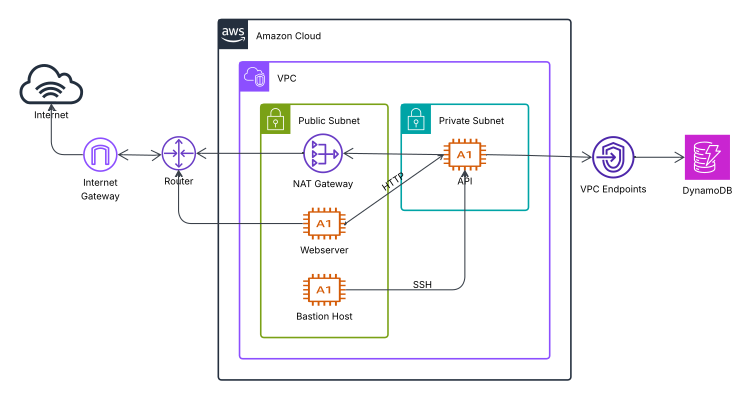 aws
Amazon Cloud
VPC
Public Subnet
Private Subnet
Internet
Internet
Gateway
Router
NAT Gateway
HTTP
A1
API
VPC Endpoints
DynamoDB
A1
Webserver
A1
SSH
Bastion Host